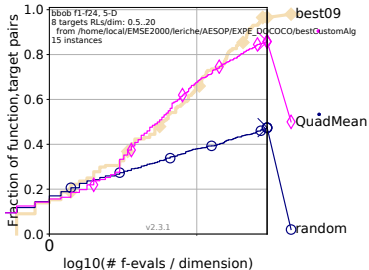 bbob f1-f24, 5-D
8 targets RLs/dim: 0.5..20
from /home/local/EMSE2000/leriche/AESOP/EXPE_DOCOCO/bestCustomAlg
15 instances
best09
QuadMean
random
Fraction of function,target pairs
1.0
0.8
0.6
0.4
0.2
0.0
0
v2.3.1
log10(# f-evals / dimension)